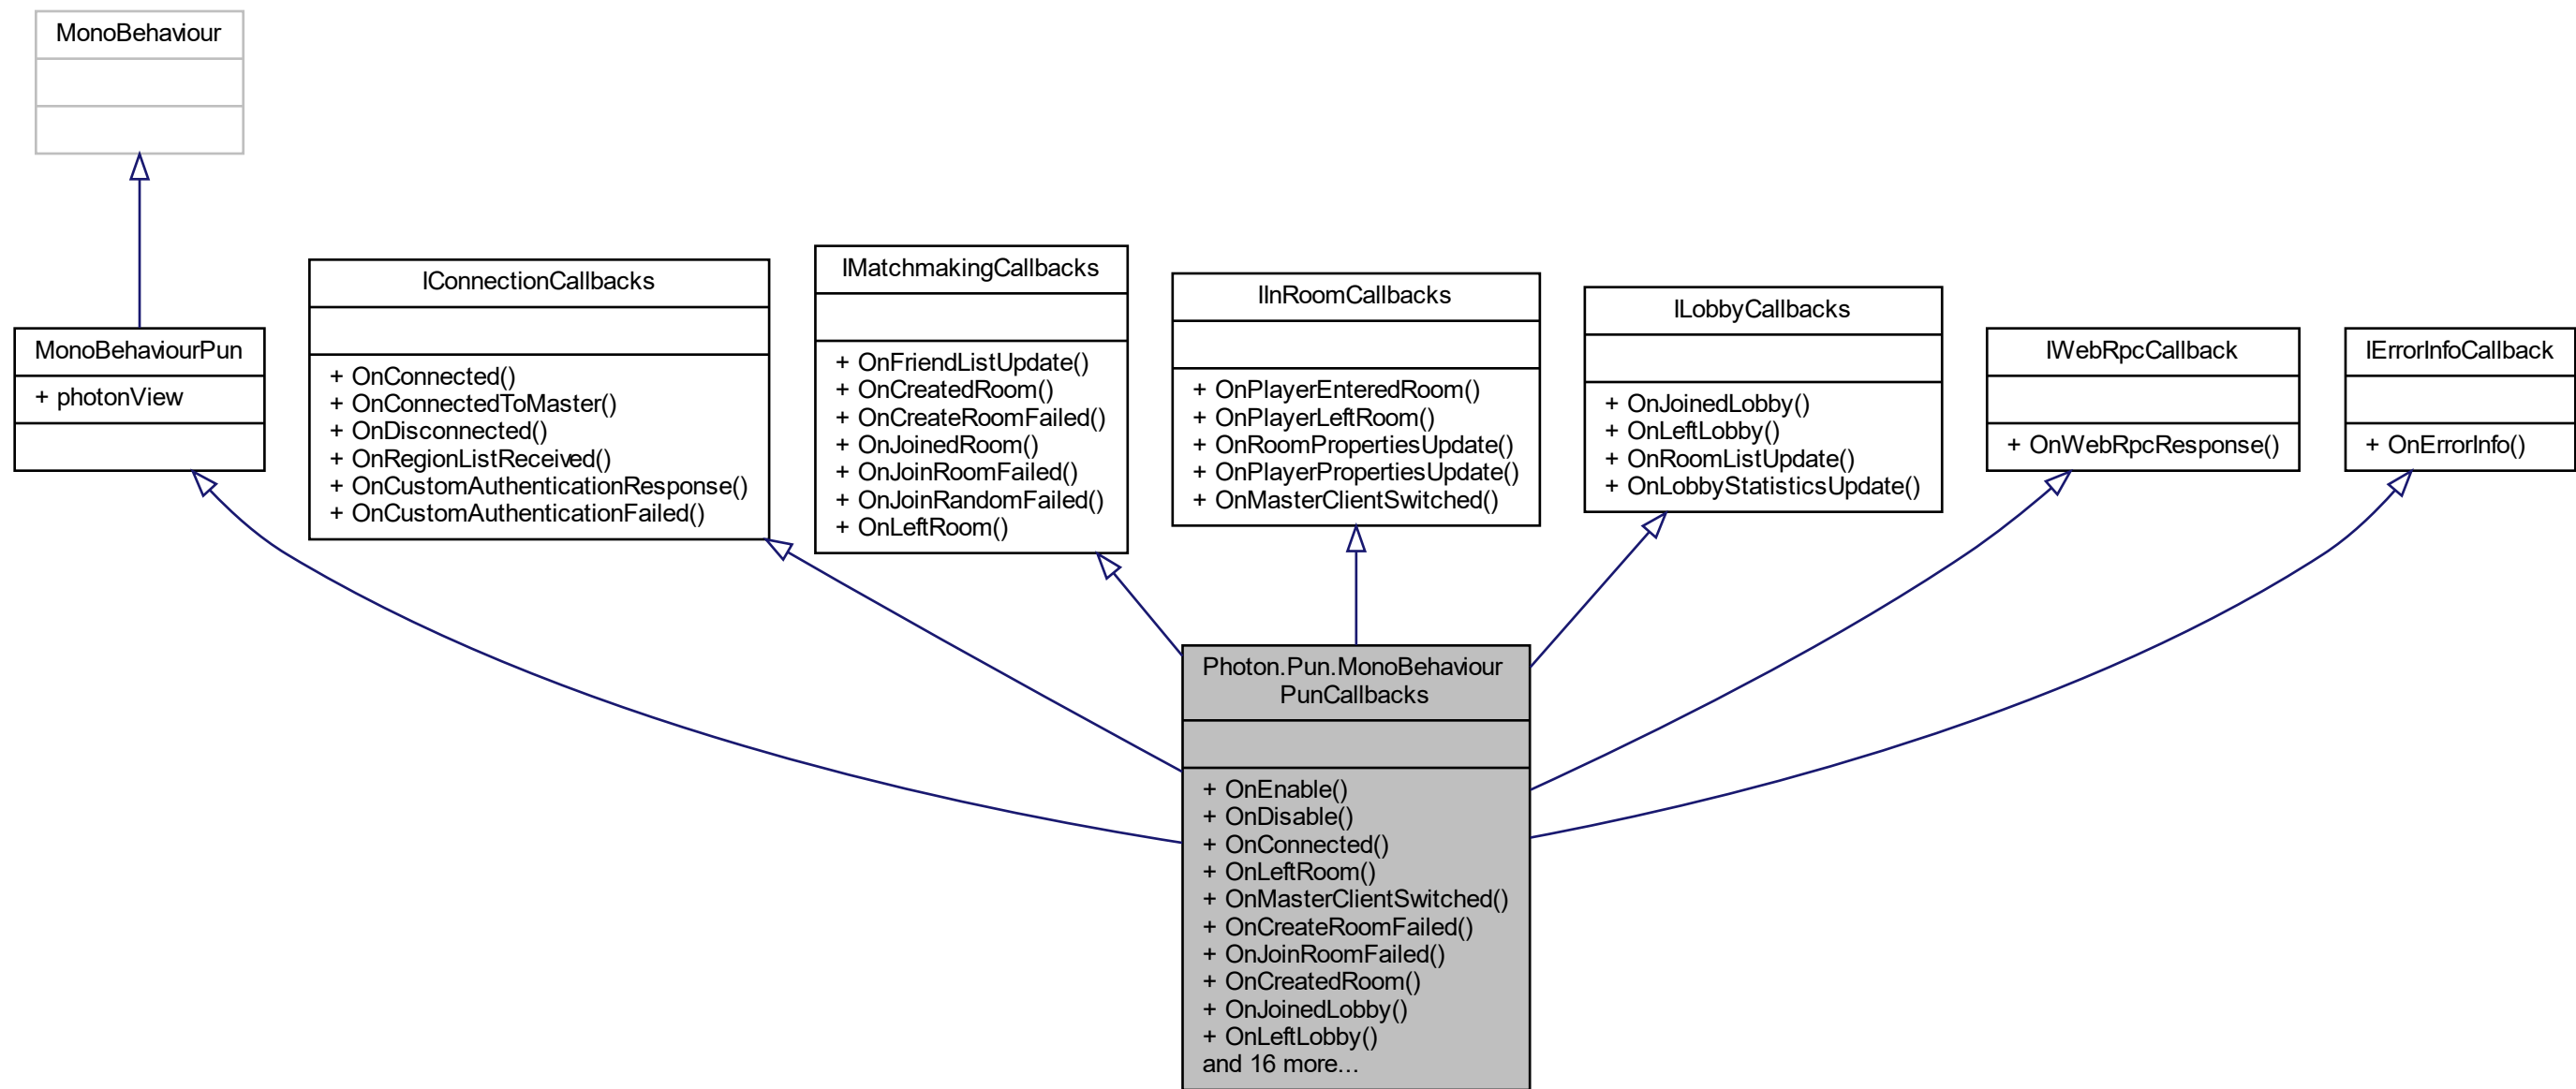 MonoBehaviour
MonoBehaviourPun
+ photonView
IConnectionCallbacks
+ OnConnected()
+ OnConnectedToMaster()
+ OnDisconnected()
+ OnRegionListReceived()
+ OnCustomAuthenticationResponse()
+ OnCustomAuthenticationFailed()
IMatchmakingCallbacks
+ OnFriendListUpdate()
+ OnCreatedRoom()
+ OnCreateRoomFailed()
+ OnJoinedRoom()
+ OnJoinRoomFailed()
+ OnJoinRandomFailed()
+ OnLeftRoom()
IInRoomCallbacks
+ OnPlayerEnteredRoom()
+ OnPlayerLeftRoom()
+ OnRoomPropertiesUpdate()
+ OnPlayerPropertiesUpdate()
+ OnMasterClientSwitched()
ILobbyCallbacks
+ OnJoinedLobby()
+ OnLeftLobby()
+ OnRoomListUpdate()
+ OnLobbyStatisticsUpdate()
IWebRpcCallback
+ OnWebRpcResponse()
IErrorInfoCallback
+ OnErrorInfo()
Photon.Pun.MonoBehaviour
PunCallbacks
+ OnEnable()
+ OnDisable()
+ OnConnected()
+ OnLeftRoom()
+ OnMasterClientSwitched()
+ OnCreateRoomFailed()
+ OnJoinRoomFailed()
+ OnCreatedRoom()
+ OnJoinedLobby()
+ OnLeftLobby()
and 16 more...